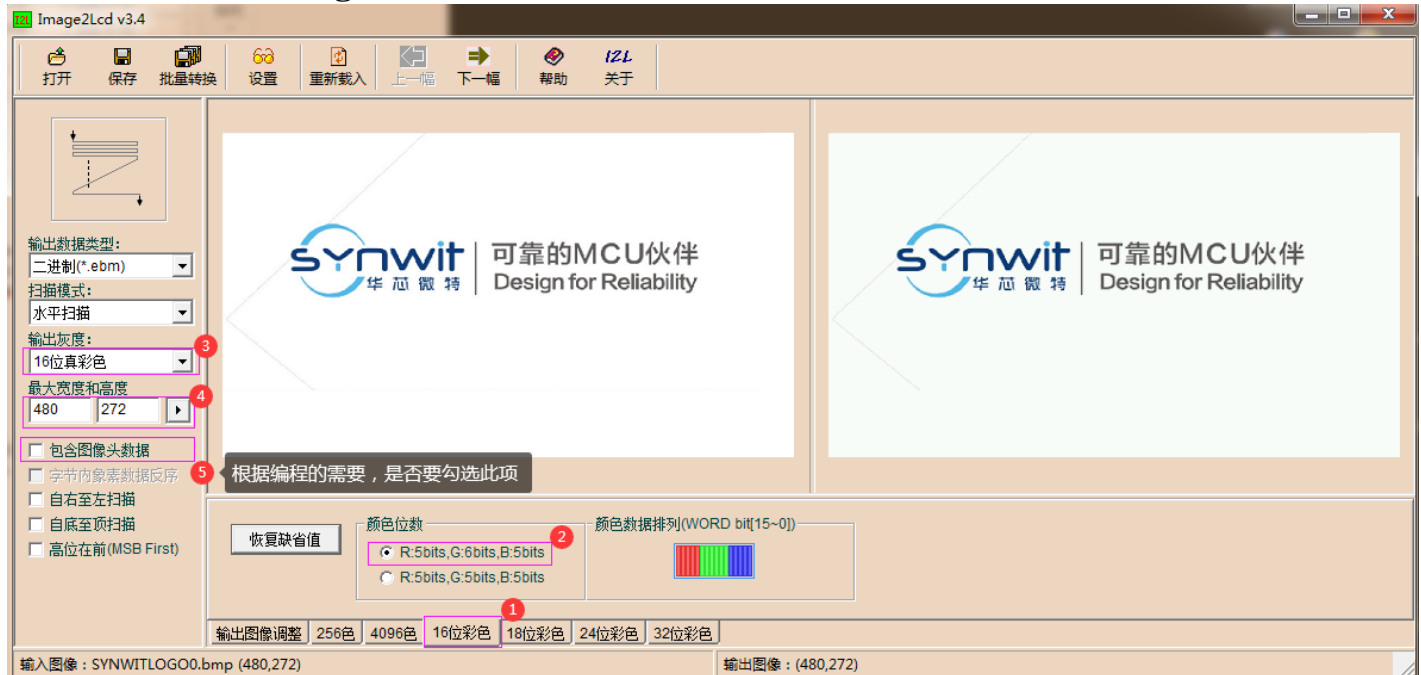 Image2Lcd v3.4
打开 保存 批量转换 设置 重新载入 上一幅 下一幅 帮助 I2L 关于
输出数据类型:
二进制(*.ebm)
扫描模式:
水平扫描
输出灰度:
16位真彩色
3
最大宽度和高度
480 272
4
包含图像头数据
字节内象素数据反序
5
根据编程的需要，是否要勾选此项
自右至左扫描
自底至顶扫描
高位在前(MSB First)
synwit
华芯微特
可靠的MCU伙伴
Design for Reliability
synwit
华芯微特
可靠的MCU伙伴
Design for Reliability
恢复缺省值
颜色位数
2
R:5bits,G:6bits,B:5bits
R:5bits,G:5bits,B:5bits
颜色数据排列(WORD bit[15~0])
1
输出图像调整 256色 4096色 16位彩色 18位彩色 24位彩色 32位彩色
输入图像：SYNWITLOGO0.bmp (480,272) 输出图像：(480,272)